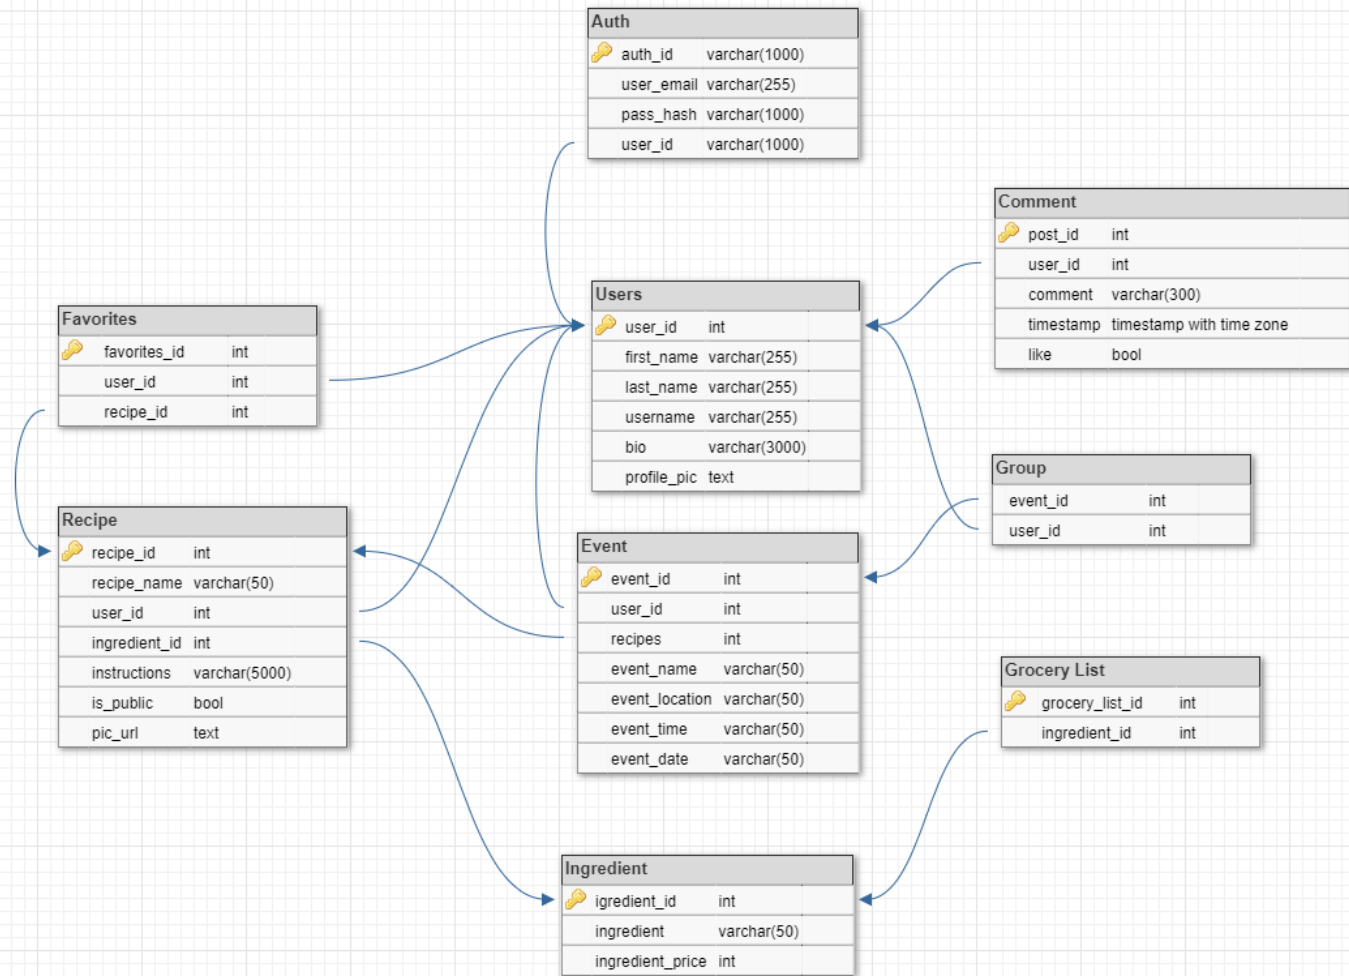 Auth
auth_id varchar(1000)
user_email varchar(255)
pass_hash varchar(1000)
user_id varchar(1000)
Comment
post_id int
user_id int
comment varchar(300)
timestamp timestamp with time zone
like bool
Users
user_id int
first_name varchar(255)
last_name varchar(255)
username varchar(255)
bio varchar(3000)
profile_pic text
Favorites
favorites_id int
user_id int
recipe_id int
Group
event_id int
user_id int
Recipe
recipe_id int
recipe_name varchar(50)
user_id int
ingredient_id int
instructions varchar(5000)
is_public bool
pic_url text
Event
event_id int
user_id int
recipes int
event_name varchar(50)
event_location varchar(50)
event_time varchar(50)
event_date varchar(50)
Grocery List
grocery_list_id int
ingredient_id int
Ingredient
igredient_id int
ingredient varchar(50)
ingredient_price int